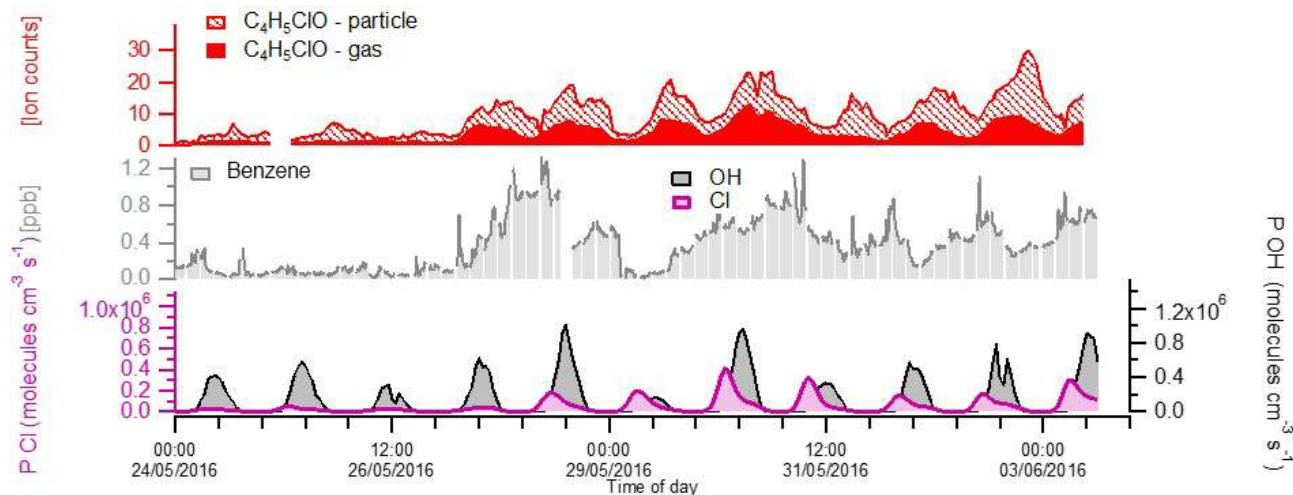 C₄H₅ClO - particle
C₄H₅ClO - gas
[Ion counts]
30
20
10
0
Benzene
OH
Cl
[ppb]
1.2
0.8
0.4
0.0
P Cl (molecules cm⁻³ s⁻¹)
1.0x10⁶
0.8
0.6
0.4
0.2
0.0
P OH (molecules cm⁻³ s⁻¹)
1.2x10⁶
0.8
0.4
0.0
00:00 12:00 00:00 12:00 00:00
24/05/2016 26/05/2016 29/05/2016 31/05/2016 03/06/2016
Time of day